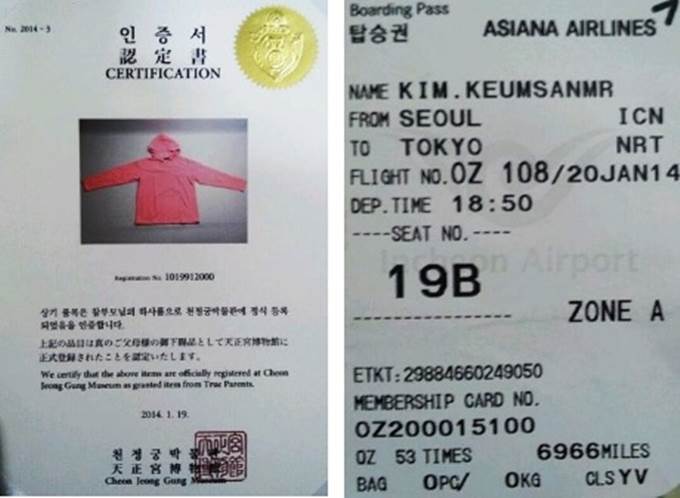 No. 2014 - 3
인 증 서
認 定 書
CERTIFICATION
Registration No. 1019912000
상기 품목은 참부모님의 하사품으로 천정궁박물관에 정식 등록
되었음을 인증합니다.
上記の品目は真のご父母様の御下賜品として天正宮博物館に
正式登録されたことを認定いたします。
We certify that the above items are officially registered at Cheon
Jeong Gung Museum as granted item from True Parents.
2014. 1. 19.
천 정 궁 박 물 관
天 正 宮 博 物
Cheon Jeong Gung Museum
Boarding Pass
탑승권
ASIANA AIRLINES
NAME KIM.KEUMSANMR
FROM SEOUL ICN
TO TOKYO NRT
FLIGHT NO.OZ 108/20JAN14
DEP.TIME 18:50
----SEAT NO.----
Incheon Airport
19B
ZONE A
ETKT:29884660249050
MEMBERSHIP CARD NO.
OZ200015100
OZ 53 TIMES 6966MILES
BAG 0PC/ 0KG CLSYV